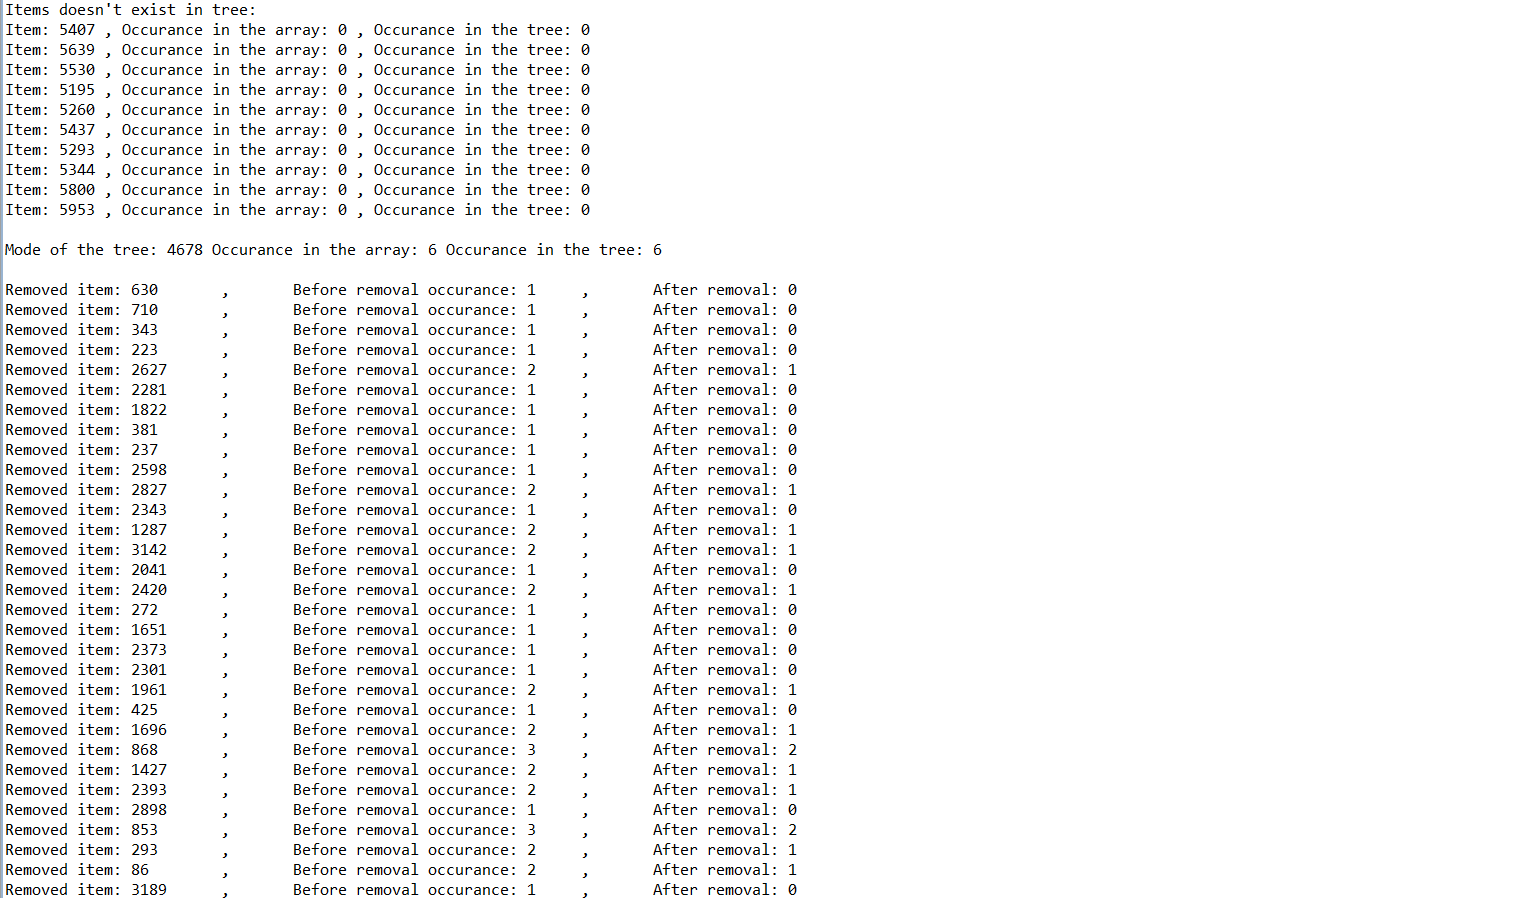 Items doesn't exist in tree:
Item: 5407 , Occurance in the array: 0 , Occurance in the tree: 0
Item: 5639 , Occurance in the array: 0 , Occurance in the tree: 0
Item: 5530 , Occurance in the array: 0 , Occurance in the tree: 0
Item: 5195 , Occurance in the array: 0 , Occurance in the tree: 0
Item: 5260 , Occurance in the array: 0 , Occurance in the tree: 0
Item: 5437 , Occurance in the array: 0 , Occurance in the tree: 0
Item: 5293 , Occurance in the array: 0 , Occurance in the tree: 0
Item: 5344 , Occurance in the array: 0 , Occurance in the tree: 0
Item: 5800 , Occurance in the array: 0 , Occurance in the tree: 0
Item: 5953 , Occurance in the array: 0 , Occurance in the tree: 0
Mode of the tree: 4678 Occurance in the array: 6 Occurance in the tree: 6
Removed item: 630 , Before removal occurance: 1 , After removal: 0
Removed item: 710 , Before removal occurance: 1 , After removal: 0
Removed item: 343 , Before removal occurance: 1 , After removal: 0
Removed item: 223 , Before removal occurance: 1 , After removal: 0
Removed item: 2627 , Before removal occurance: 2 , After removal: 1
Removed item: 2281 , Before removal occurance: 1 , After removal: 0
Removed item: 1822 , Before removal occurance: 1 , After removal: 0
Removed item: 381 , Before removal occurance: 1 , After removal: 0
Removed item: 237 , Before removal occurance: 1 , After removal: 0
Removed item: 2598 , Before removal occurance: 1 , After removal: 0
Removed item: 2827 , Before removal occurance: 2 , After removal: 1
Removed item: 2343 , Before removal occurance: 1 , After removal: 0
Removed item: 1287 , Before removal occurance: 2 , After removal: 1
Removed item: 3142 , Before removal occurance: 2 , After removal: 1
Removed item: 2041 , Before removal occurance: 1 , After removal: 0
Removed item: 2420 , Before removal occurance: 2 , After removal: 1
Removed item: 272 , Before removal occurance: 1 , After removal: 0
Removed item: 1651 , Before removal occurance: 1 , After removal: 0
Removed item: 2373 , Before removal occurance: 1 , After removal: 0
Removed item: 2301 , Before removal occurance: 1 , After removal: 0
Removed item: 1961 , Before removal occurance: 2 , After removal: 1
Removed item: 425 , Before removal occurance: 1 , After removal: 0
Removed item: 1696 , Before removal occurance: 2 , After removal: 1
Removed item: 868 , Before removal occurance: 3 , After removal: 2
Removed item: 1427 , Before removal occurance: 2 , After removal: 1
Removed item: 2393 , Before removal occurance: 2 , After removal: 1
Removed item: 2898 , Before removal occurance: 1 , After removal: 0
Removed item: 853 , Before removal occurance: 3 , After removal: 2
Removed item: 293 , Before removal occurance: 2 , After removal: 1
Removed item: 86 , Before removal occurance: 2 , After removal: 1
Removed item: 3189 , Before removal occurance: 1 , After removal: 0